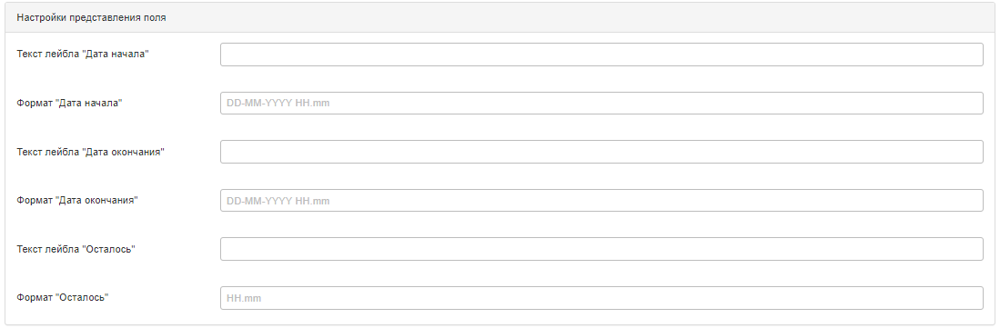 Настройки представления поля
Текст лейбла "Дата начала"
Формат "Дата начала"
DD-MM-YYYY HH.mm
Текст лейбла "Дата окончания"
Формат "Дата окончания"
DD-MM-YYYY HH.mm
Текст лейбла "Осталось"
Формат "Осталось"
HH.mm